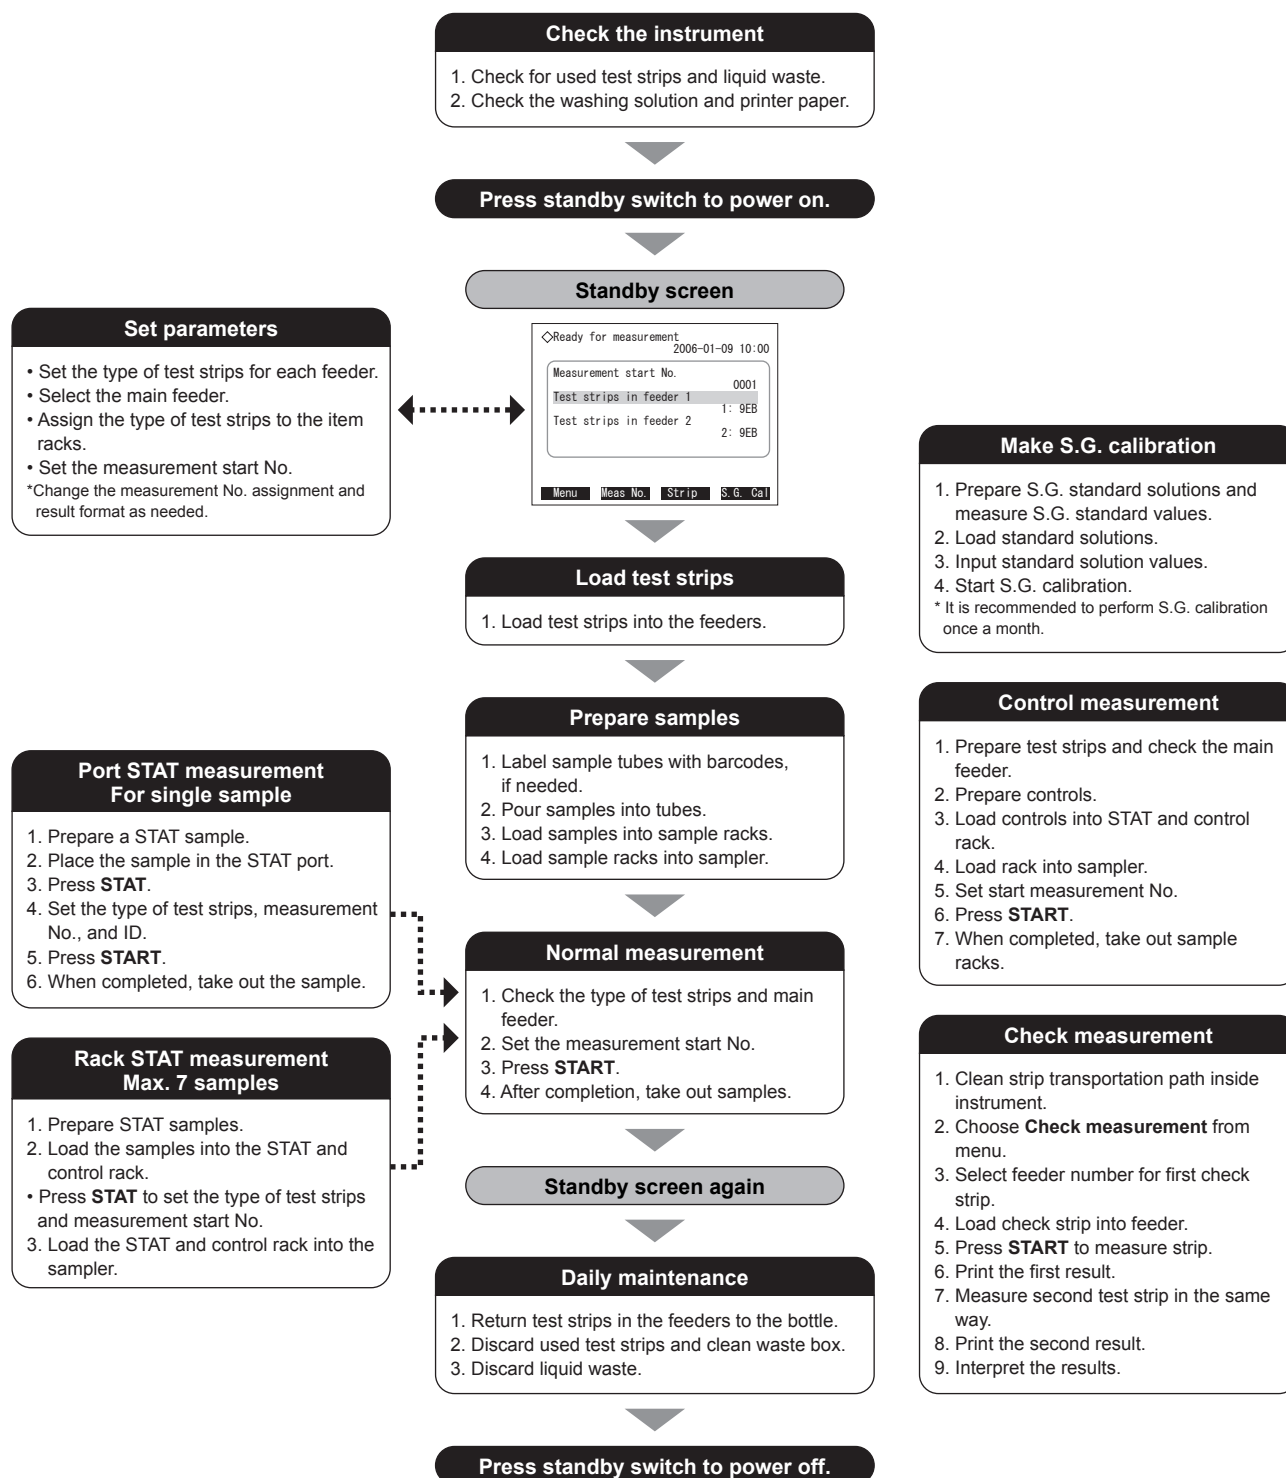 Check the instrument
1. Check for used test strips and liquid waste.
2. Check the washing solution and printer paper.
Press standby switch to power on.
Standby screen
Set parameters
• Set the type of test strips for each feeder.
• Select the main feeder.
• Assign the type of test strips to the item
racks.
• Set the measurement start No.
*Change the measurement No. assignment and
result format as needed.
◇Ready for measurement
2006-01-09 10:00
Measurement start No.
0001
Test strips in feeder 1
1: 9EB
Test strips in feeder 2
2: 9EB
Menu Meas No. Strip S.G. Cal
Load test strips
1. Load test strips into the feeders.
Prepare samples
1. Label sample tubes with barcodes,
if needed.
2. Pour samples into tubes.
3. Load samples into sample racks.
4. Load sample racks into sampler.
Port STAT measurement
For single sample
1. Prepare a STAT sample.
2. Place the sample in the STAT port.
3. Press STAT.
4. Set the type of test strips, measurement
No., and ID.
5. Press START.
6. When completed, take out the sample.
Rack STAT measurement
Max. 7 samples
1. Prepare STAT samples.
2. Load the samples into the STAT and
control rack.
• Press STAT to set the type of test strips
and measurement start No.
3. Load the STAT and control rack into the
sampler.
Normal measurement
1. Check the type of test strips and main
feeder.
2. Set the measurement start No.
3. Press START.
4. After completion, take out samples.
Standby screen again
Daily maintenance
1. Return test strips in the feeders to the bottle.
2. Discard used test strips and clean waste box.
3. Discard liquid waste.
Press standby switch to power off.
Make S.G. calibration
1. Prepare S.G. standard solutions and
measure S.G. standard values.
2. Load standard solutions.
3. Input standard solution values.
4. Start S.G. calibration.
* It is recommended to perform S.G. calibration
once a month.
Control measurement
1. Prepare test strips and check the main
feeder.
2. Prepare controls.
3. Load controls into STAT and control
rack.
4. Load rack into sampler.
5. Set start measurement No.
6. Press START.
7. When completed, take out sample
racks.
Check measurement
1. Clean strip transportation path inside
instrument.
2. Choose Check measurement from
menu.
3. Select feeder number for first check
strip.
4. Load check strip into feeder.
5. Press START to measure strip.
6. Print the first result.
7. Measure second test strip in the same
way.
8. Print the second result.
9. Interpret the results.